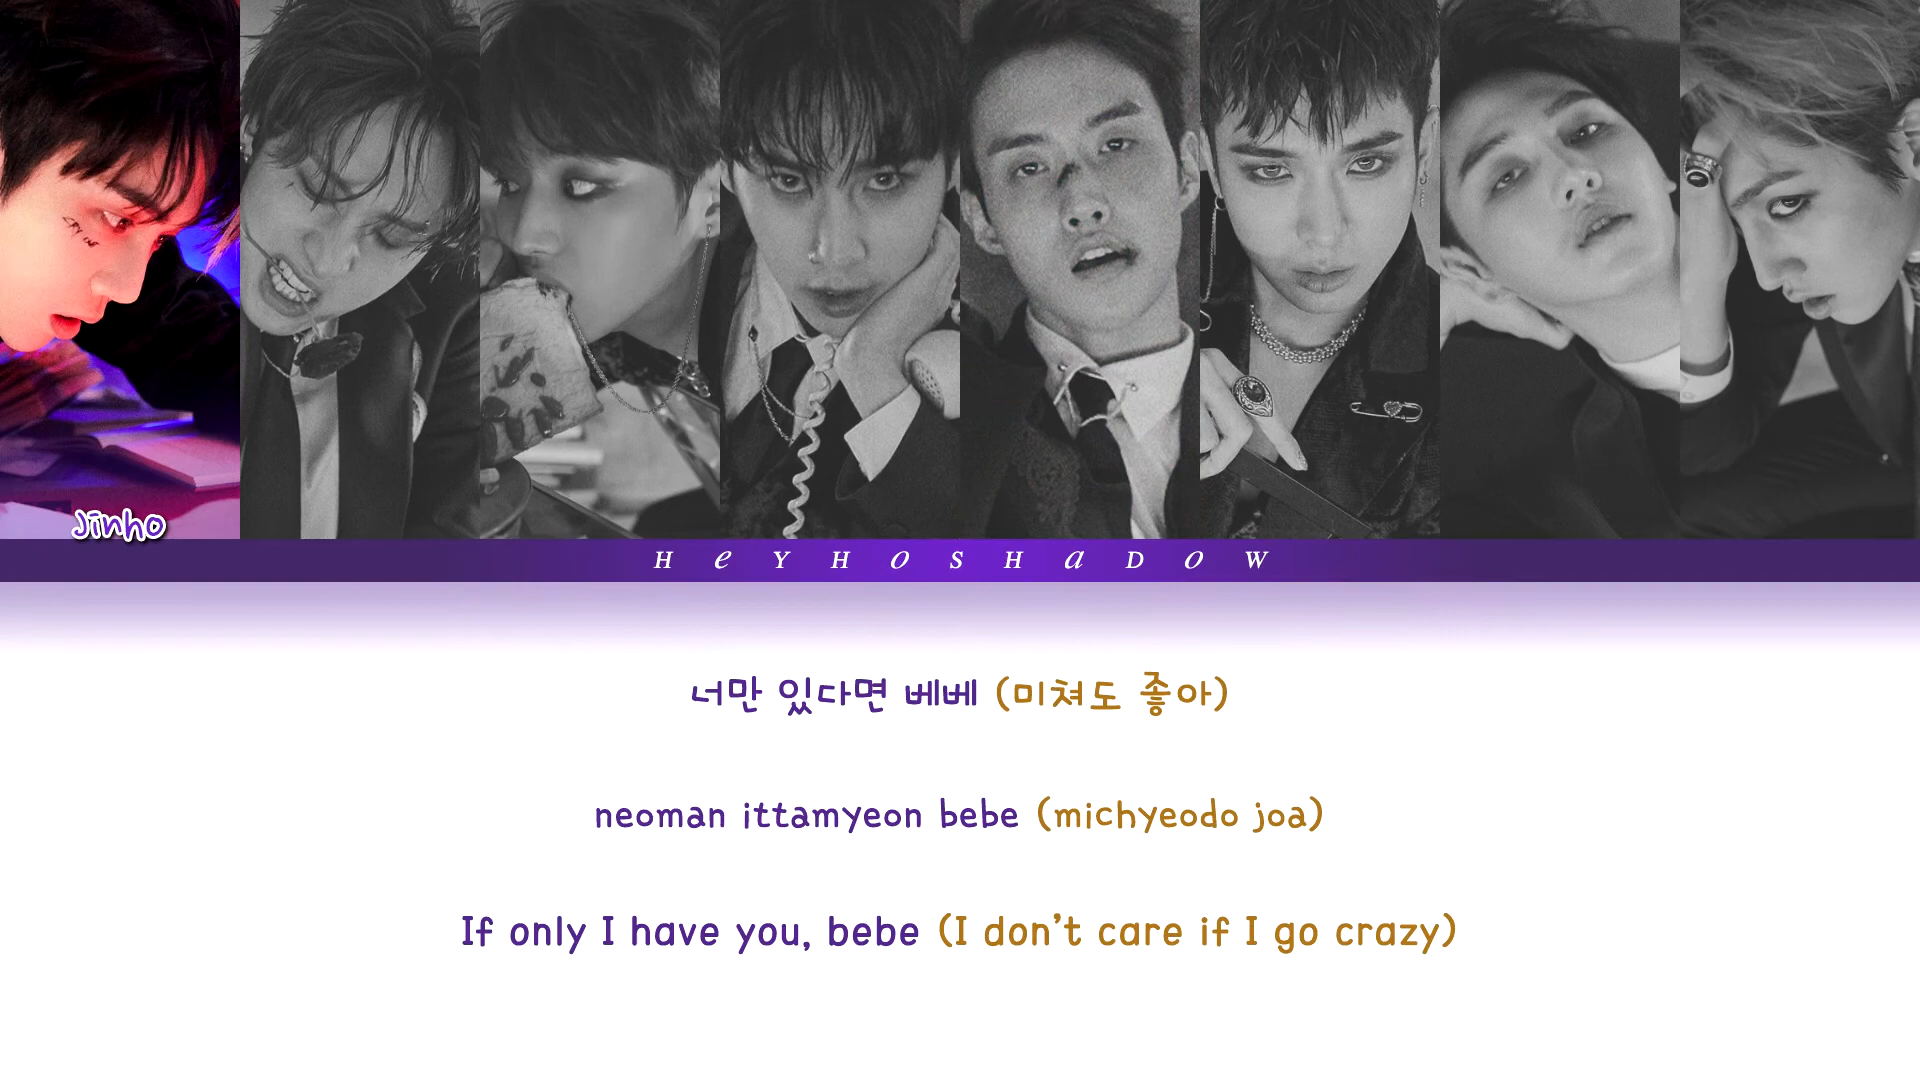 Jinho
HeYHoSHaDoW
너만 있다면 베베 (미쳐도 좋아)
neoman ittamyeon bebe (michyeodo joa)
If only I have you, bebe (I don't care if I go crazy)